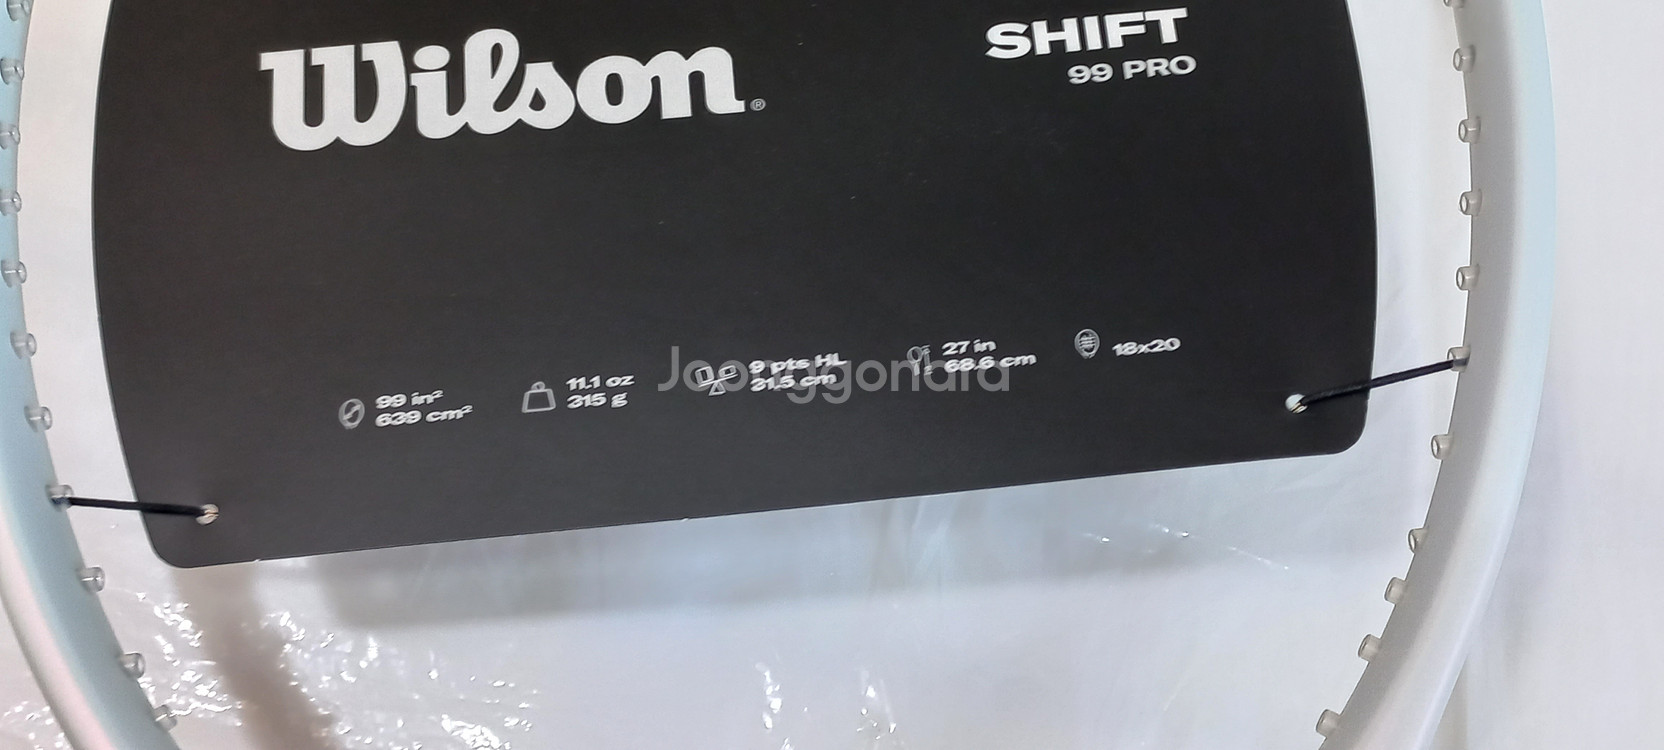 Wilson®
SHIFT
99 PRO
99 in²
639 cm²
11.1 oz
315 g
9 pts HL
31.5 cm
27 in
68.6 cm
18x20
Joonggonara